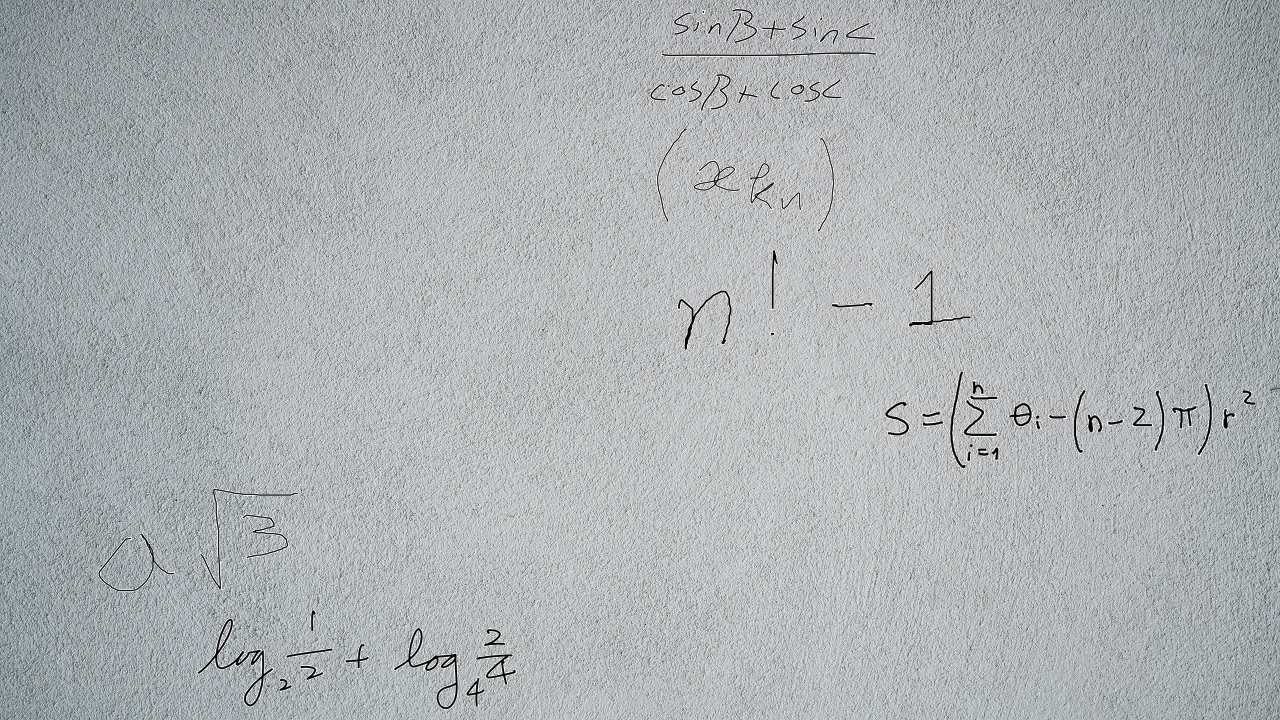 \frac{\sin B + \sin C}{\cos B + \cos C}
(x_{k_n})
n! - 1
S = \left( \sum_{i=1}^{n} \theta_i - (n-2) \pi \right) r^2
a \sqrt{3}
\log_2 \frac{1}{2} + \log_4 \frac{2}{4}